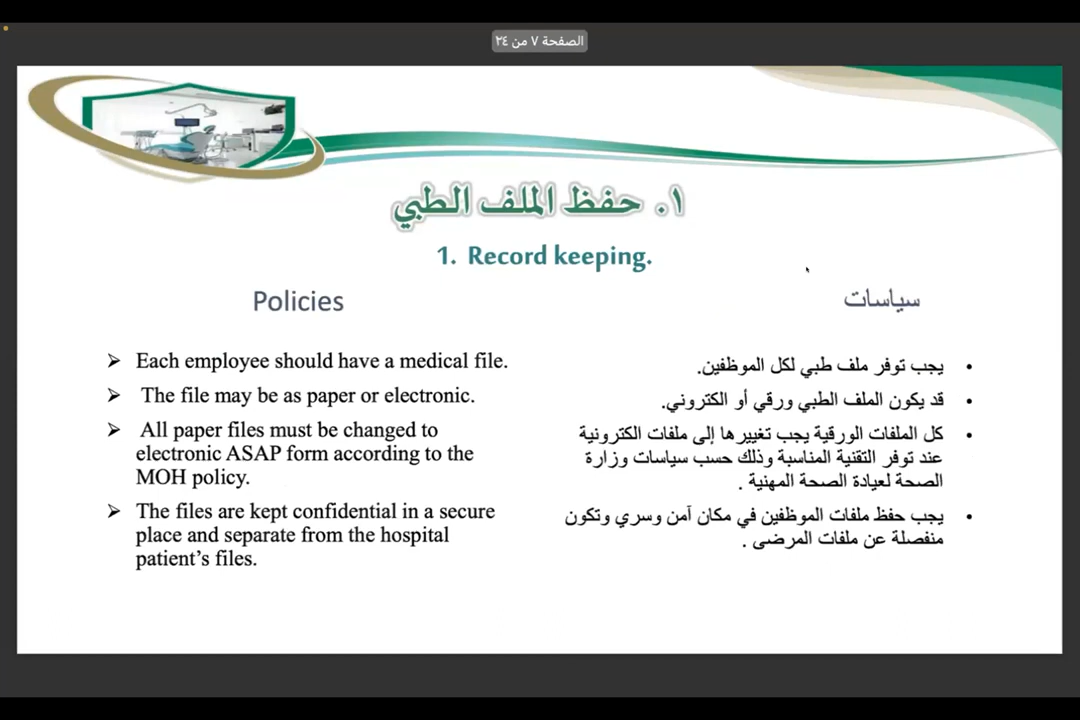 الصفحة ٧ من ٣٤
١. حفظ الملف الطبي
1. Record keeping.
Policies
➢ Each employee should have a medical file.
➢ The file may be as paper or electronic.
➢ All paper files must be changed to
electronic ASAP form according to the
MOH policy.
➢ The files are kept confidential in a secure
place and separate from the hospital
patient’s files.
سياسات
• يجب توفر ملف طبي لكل الموظفين.
• قد يكون الملف الطبي ورقي أو الكتروني.
• كل الملفات الورقية يجب تغييرها إلى ملفات الكترونية
عند توفر التقنية المناسبة وذلك حسب سياسات وزارة
الصحة لعيادة الصحة المهنية .
• يجب حفظ ملفات الموظفين في مكان آمن وسري وتكون
منفصلة عن ملفات المرضى .